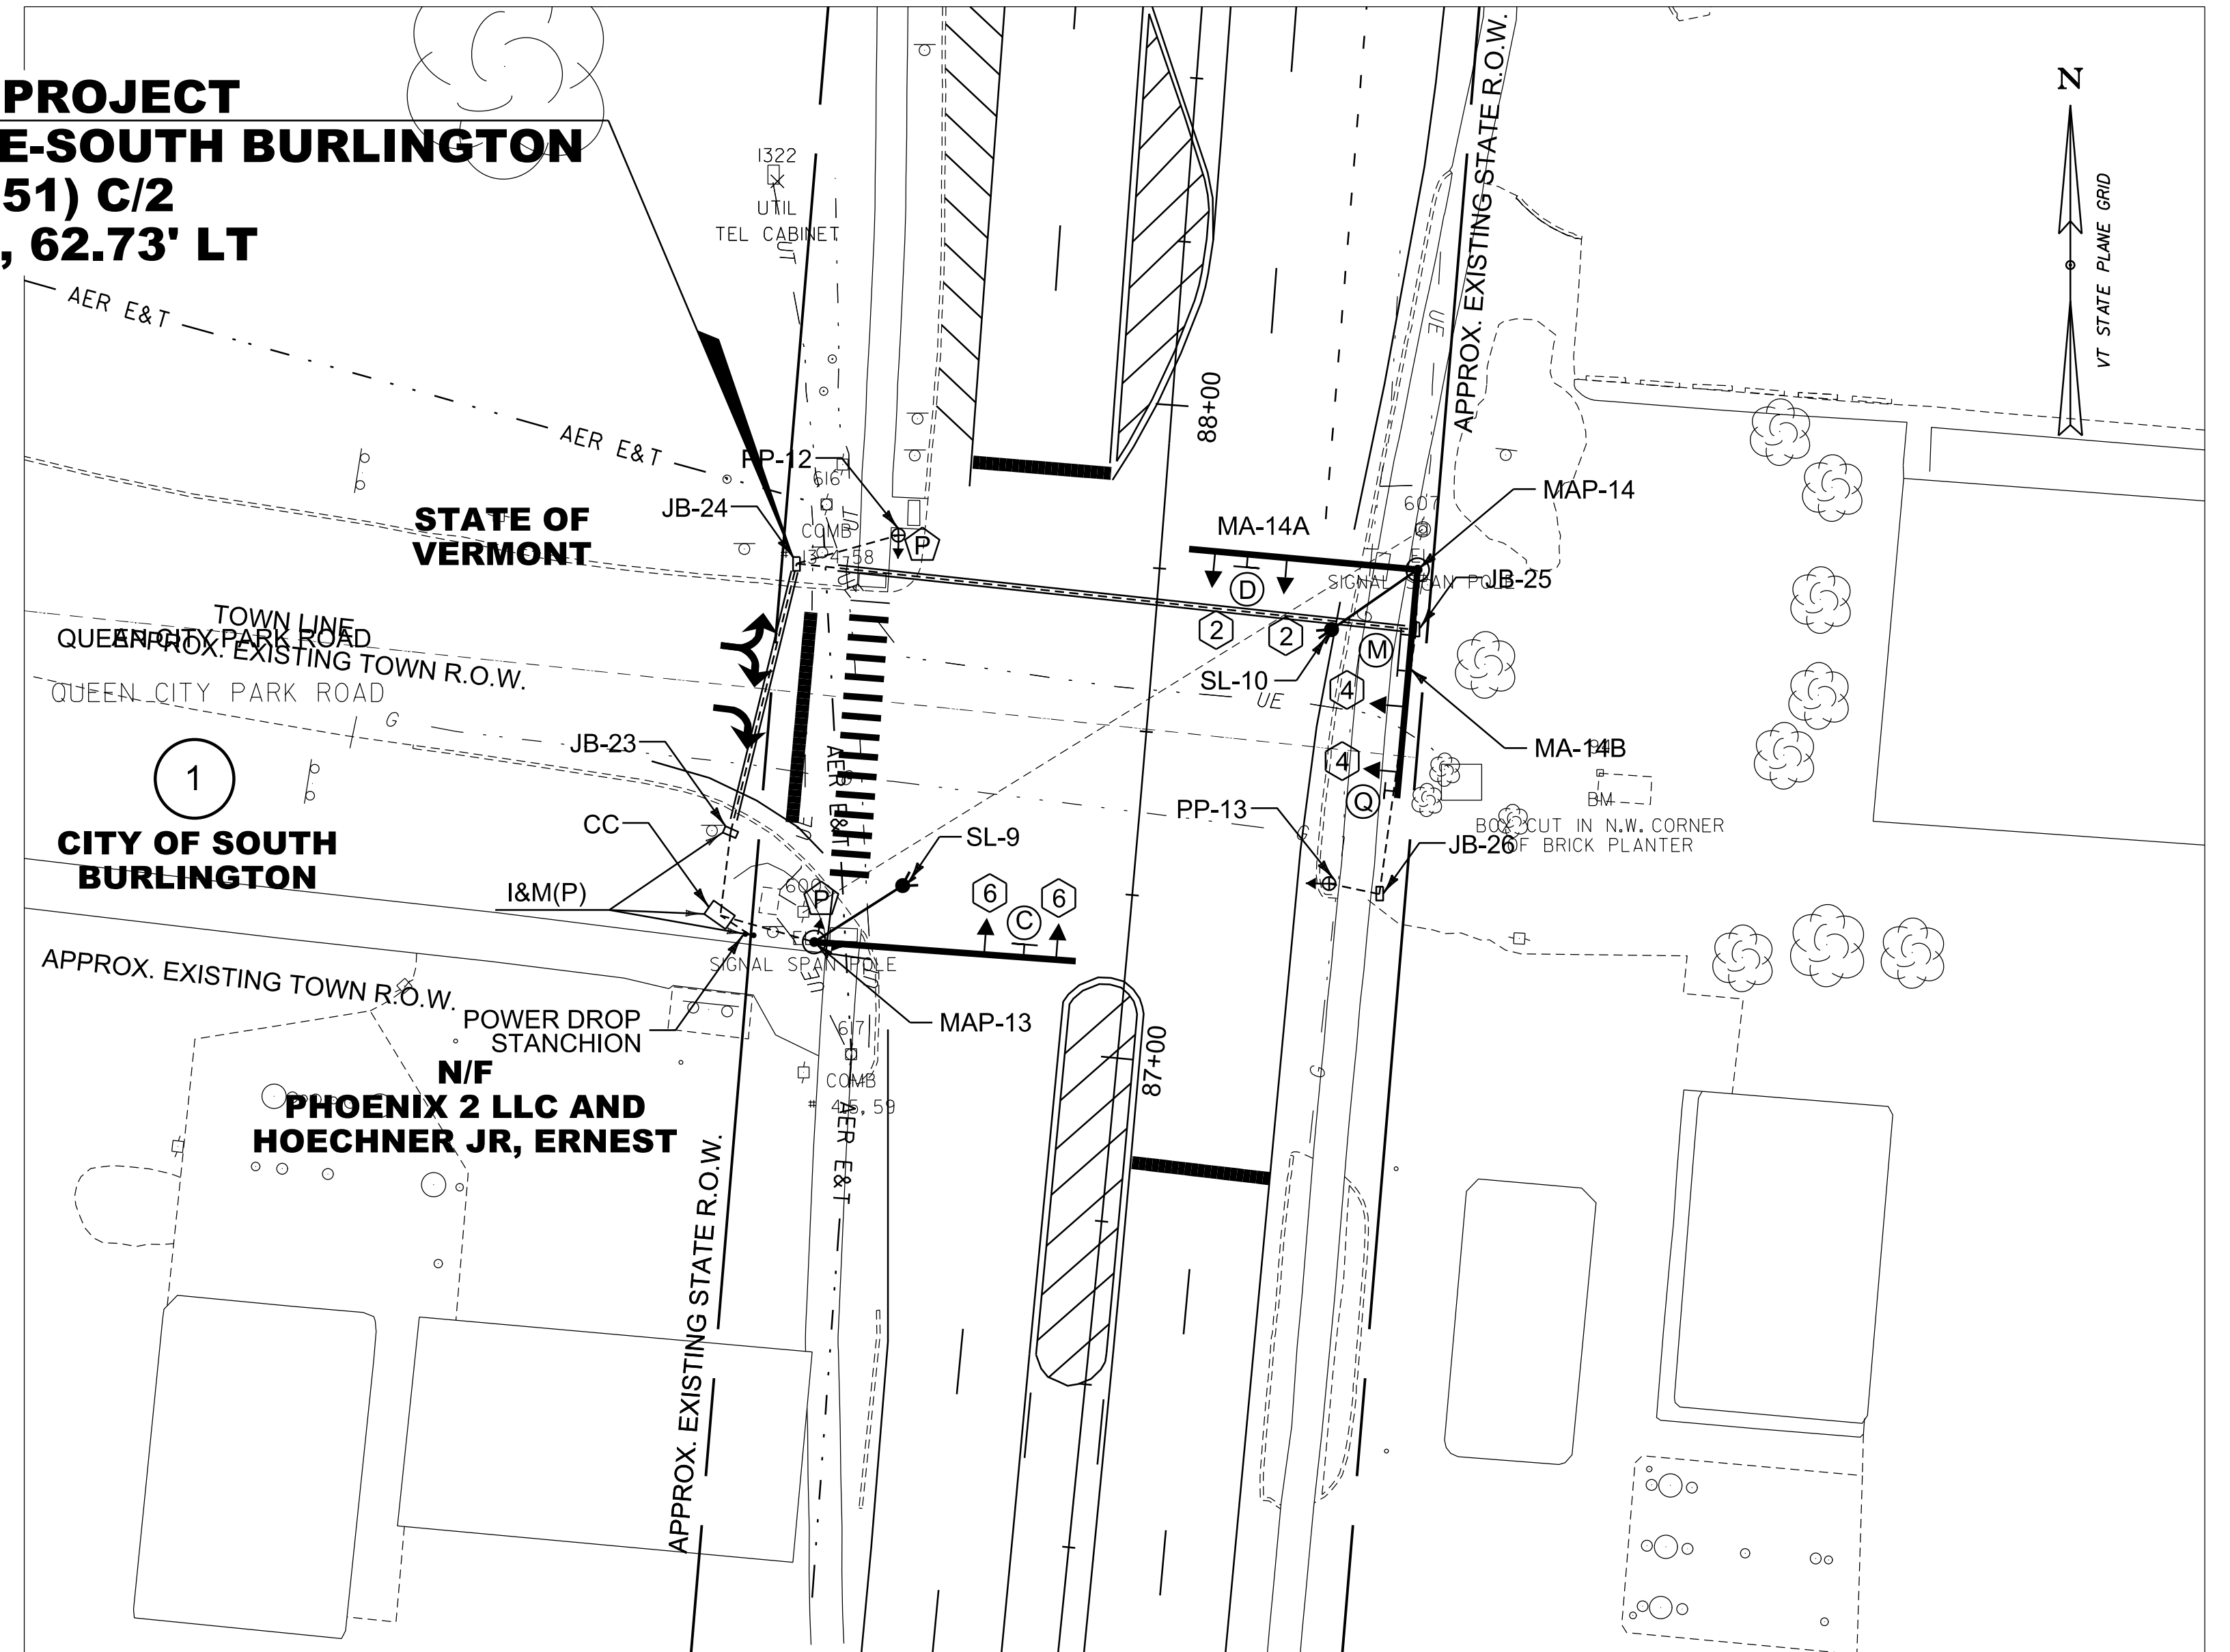 PROJECT
E-SOUTH BURLINGTON
51) C/2
, 62.73' LT
N
VT STATE PLANE GRID
1322
UTIL
TEL CABINET
UT
AER E&T
AER E&T
APPROX. EXISTING STATE R.O.W.
UE
88+00
PP-12
616
JB-24
COMB
P
STATE OF
VERMONT
MA-14A
607
MAP-14
D
SIGNAL SPAN POLE
JB-25
2
2
M
TOWN LINE
QUEEN CITY PARK ROAD
APPROX. EXISTING TOWN R.O.W.
QUEEN CITY PARK ROAD
G
SL-10
4
UE
JB-23
AER E&T
4
MA-14B
1
Q
BM
CC
SL-9
PP-13
G
BOX CUT IN N.W. CORNER
OF BRICK PLANTER
JB-26
CITY OF SOUTH
BURLINGTON
I&M(P)
P
6
C
6
SIGNAL SPAN POLE
UE
APPROX. EXISTING TOWN R.O.W.
POWER DROP
STANCHION
MAP-13
617
COMB
87+00
G
N/F
PHOENIX 2 LLC AND
HOECHNER JR, ERNEST
AER E&T
APPROX. EXISTING STATE R.O.W.